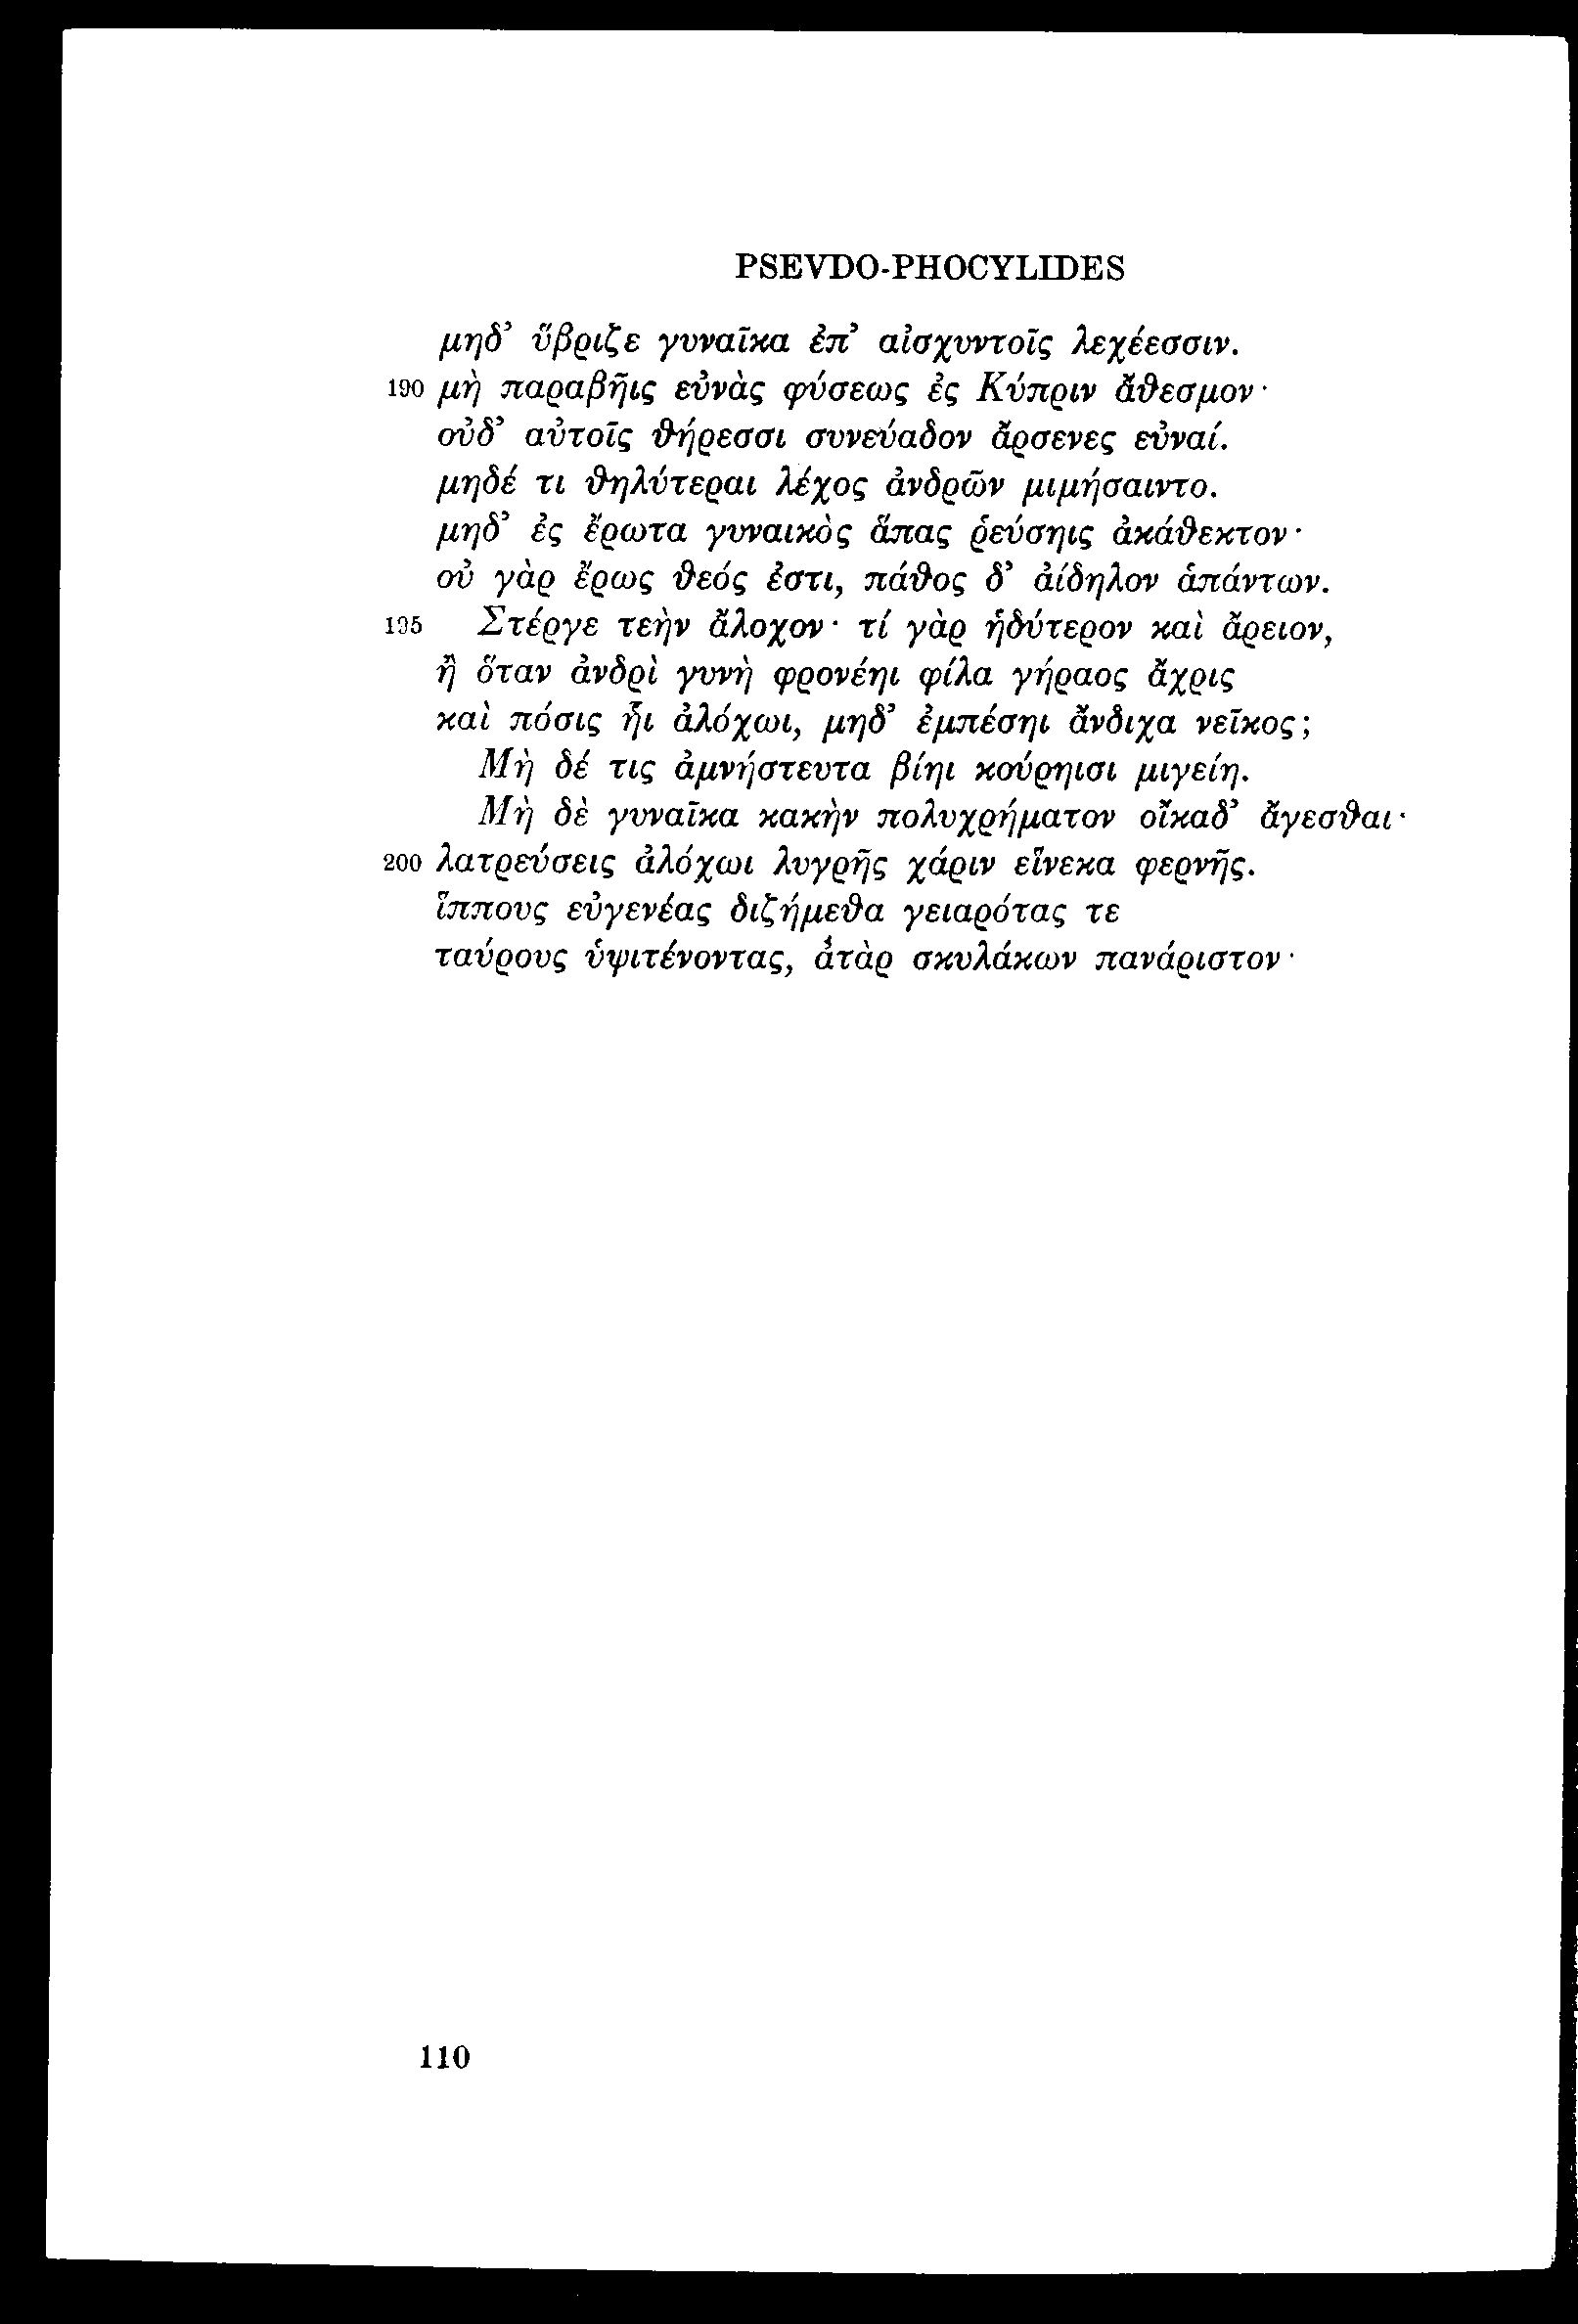 PSEVDO-PHOCYLIDES
μηδ’ ὕβριζε γυναῖκα ἐπ’ αἰσχυντοῖς λεχέεσσιν.
190 μὴ παραβῆις εὐνὰς φύσεως ἐς Κύπριν ἄθεσμον·
οὐδ’ αὐτοῖς θήρεσσι συνεύαδον ἄρσενες εὐναί.
μηδέ τι θηλύτεραι λέχος ἀνδρῶν μιμήσαιντο.
μηδ’ ἐς ἔρωτα γυναικὸς ἅπας ῥεύσηις ἀκάθεκτον·
οὐ γὰρ ἔρως θεός ἐστι, πάθος δ’ ἀίδηλον ἁπάντων.
195 Στέργε τεὴν ἄλοχον· τί γὰρ ἡδύτερον καὶ ἄρειον,
ἢ ὅταν ἀνδρὶ γυνὴ φρονέηι φίλα γήραος ἄχρις
καὶ πόσις ἧι ἀλόχωι, μηδ’ ἐμπέσηι ἄνδιχα νεῖκος;
Μὴ δέ τις ἀμνήστευτα βίηι κούρηισι μιγείη.
Μὴ δὲ γυναῖκα κακὴν πολυχρήματον οἴκαδ’ ἄγεσθαι·
200 λατρεύσεις ἀλόχωι λυγρῆς χάριν εἵνεκα φερνῆς.
ἵππους εὐγενέας διζήμεθα γειαρότας τε
ταύρους ὑψιτένοντας, ἀτὰρ σκυλάκων πανάριστον·
110